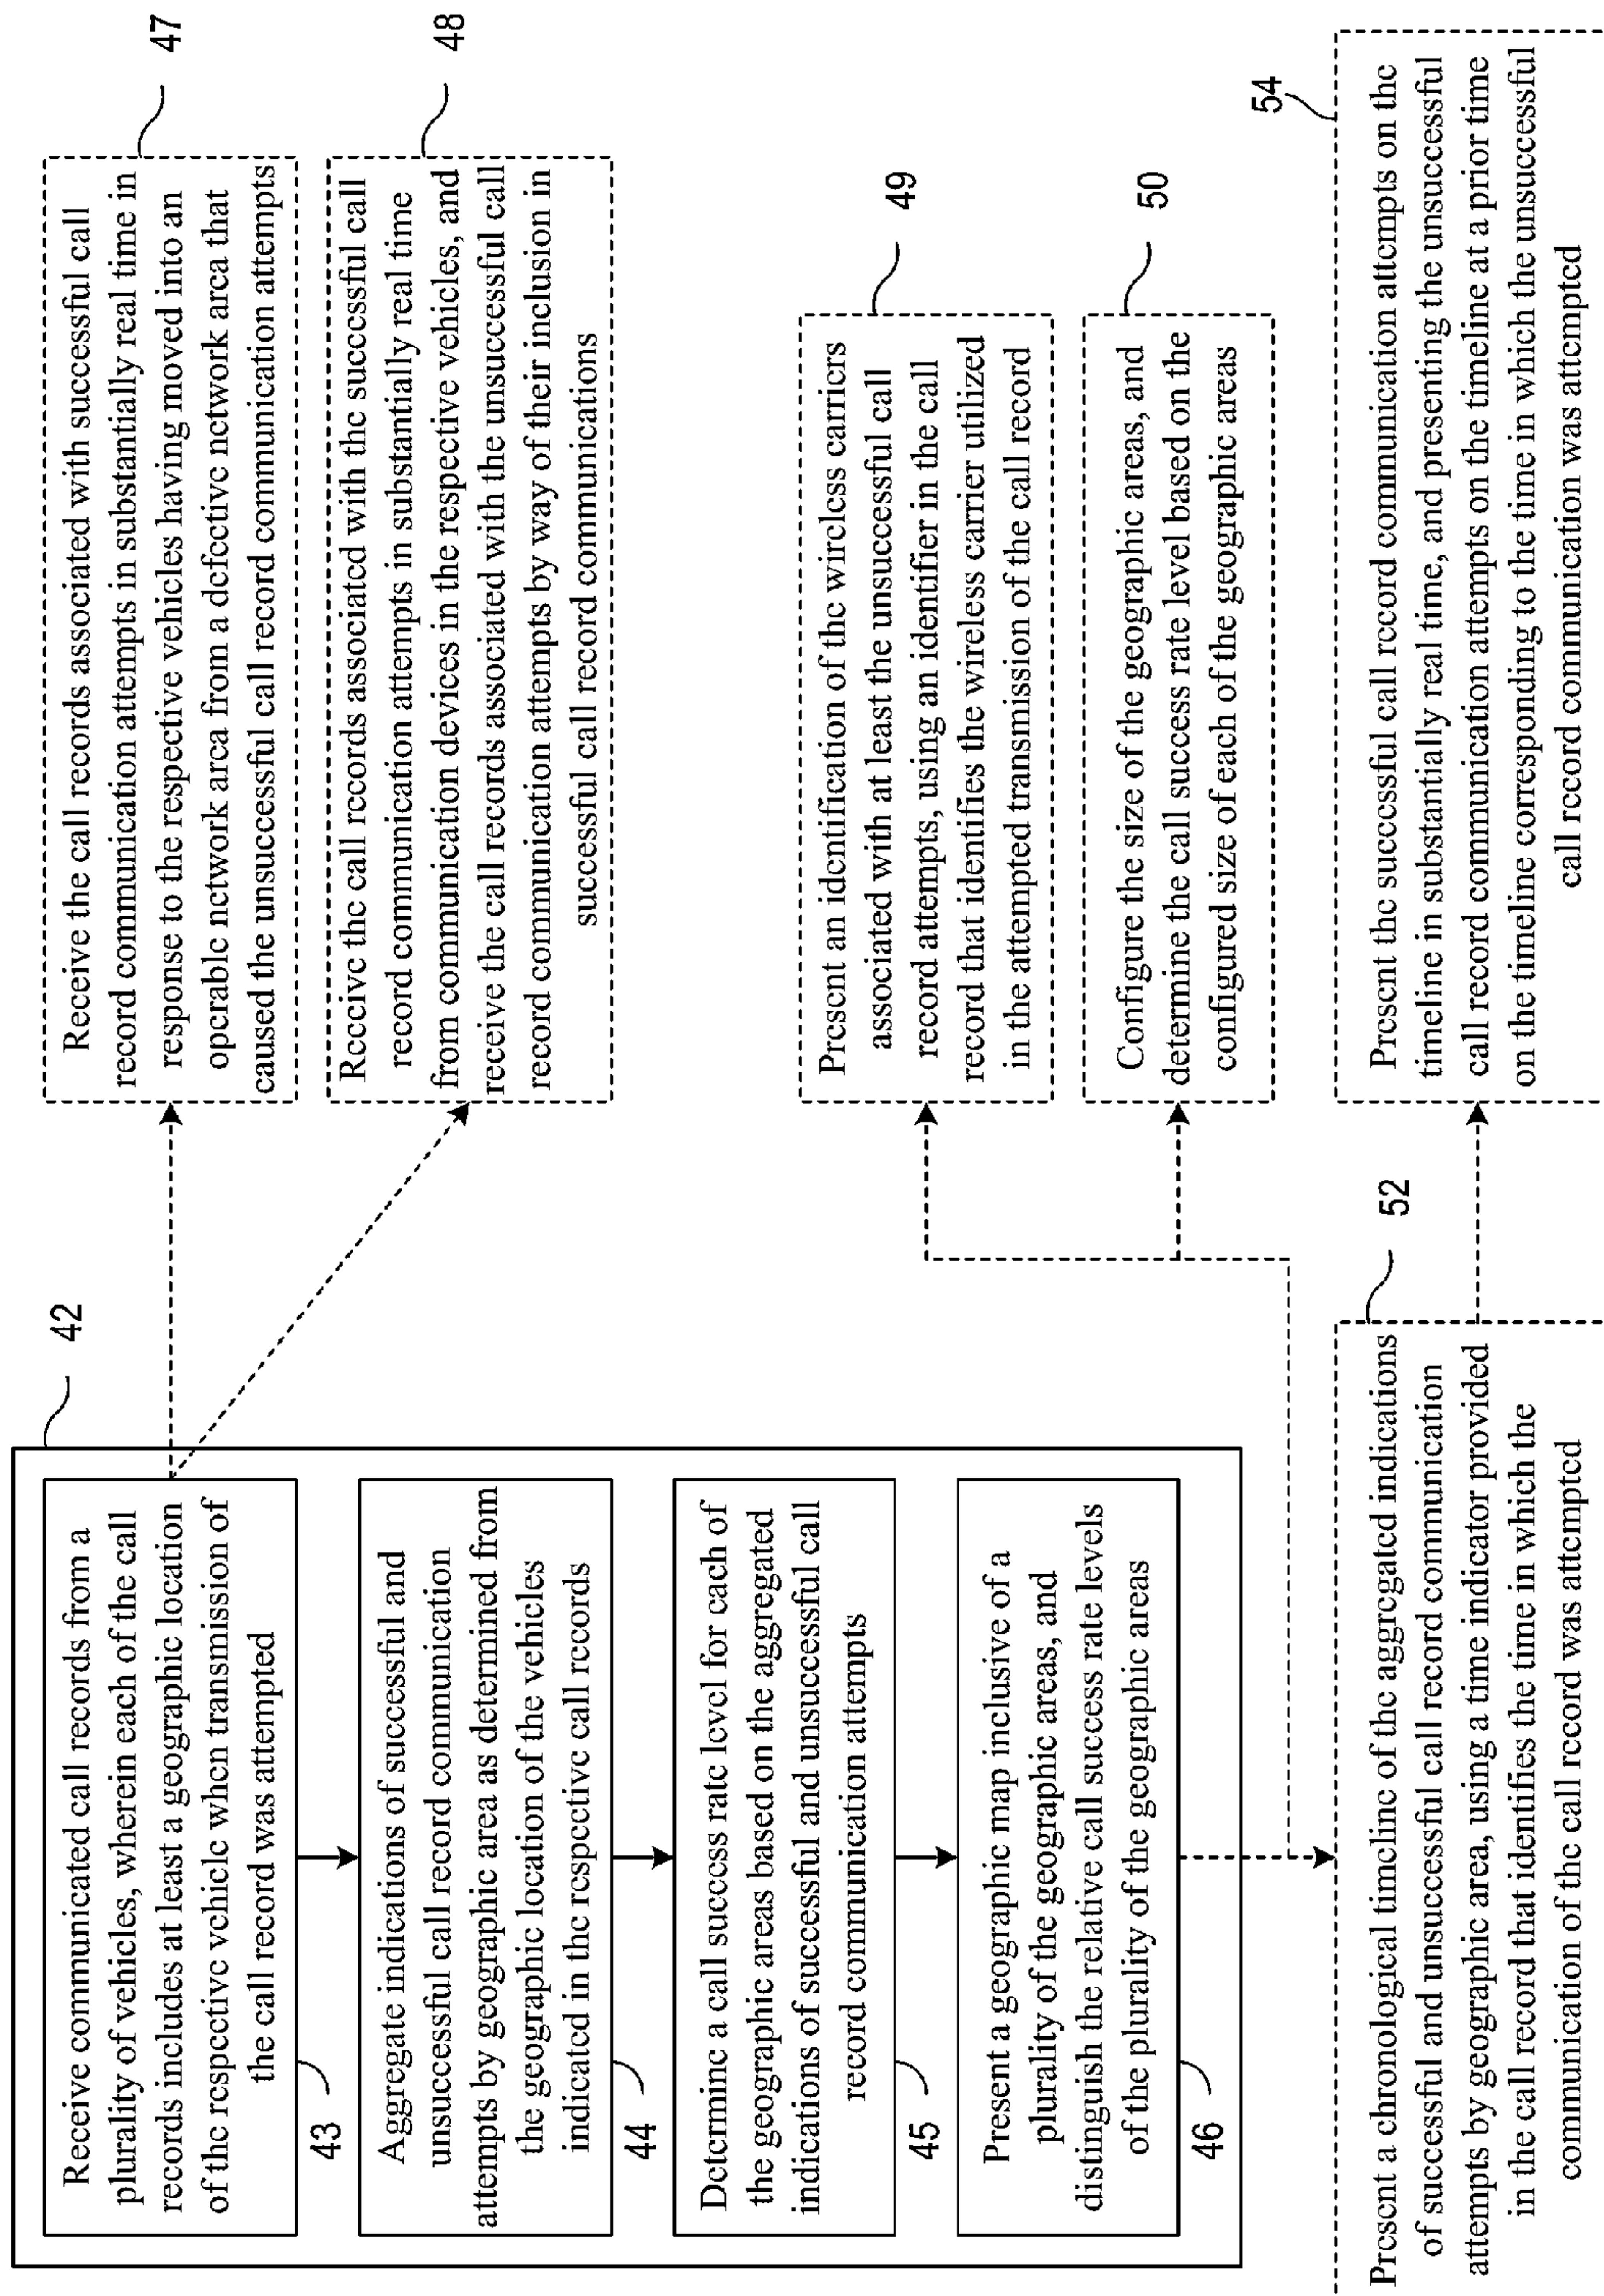 42
Receive communicated call records from a
plurality of vehicles, wherein each of the call
records includes at least a geographic location
of the respective vehicle when transmission of
the call record was attempted
43
Aggregate indications of successful and
unsuccessful call record communication
attempts by geographic area as determined from
the geographic location of the vehicles
indicated in the respective call records
44
Determine a call success rate level for each of
the geographic areas based on the aggregated
indications of successful and unsuccessful call
record communication attempts
45
Present a geographic map inclusive of a
plurality of the geographic areas, and
distinguish the relative call success rate levels
of the plurality of the geographic areas
46
Receive the call records associated with successful call
record communication attempts in substantially real time in
response to the respective vehicles having moved into an
operable network area from a defective network area that
caused the unsuccessful call record communication attempts
47
Receive the call records associated with the successful call
record communication attempts in substantially real time
from communication devices in the respective vehicles, and
receive the call records associated with the unsuccessful call
record communication attempts by way of their inclusion in
successful call record communications
48
Present an identification of the wireless carriers
associated with at least the unsuccessful call
record attempts, using an identifier in the call
record that identifies the wireless carrier utilized
in the attempted transmission of the call record
49
Configure the size of the geographic areas, and
determine the call success rate level based on the
configured size of each of the geographic areas
50
Present a chronological timeline of the aggregated indications
of successful and unsuccessful call record communication
attempts by geographic area, using a time indicator provided
in the call record that identifies the time in which the
communication of the call record was attempted
52
Present the successful call record communication attempts on the
timeline in substantially real time, and presenting the unsuccessful
call record communication attempts on the timeline at a prior time
on the timeline corresponding to the time in which the unsuccessful
call record communication was attempted
54